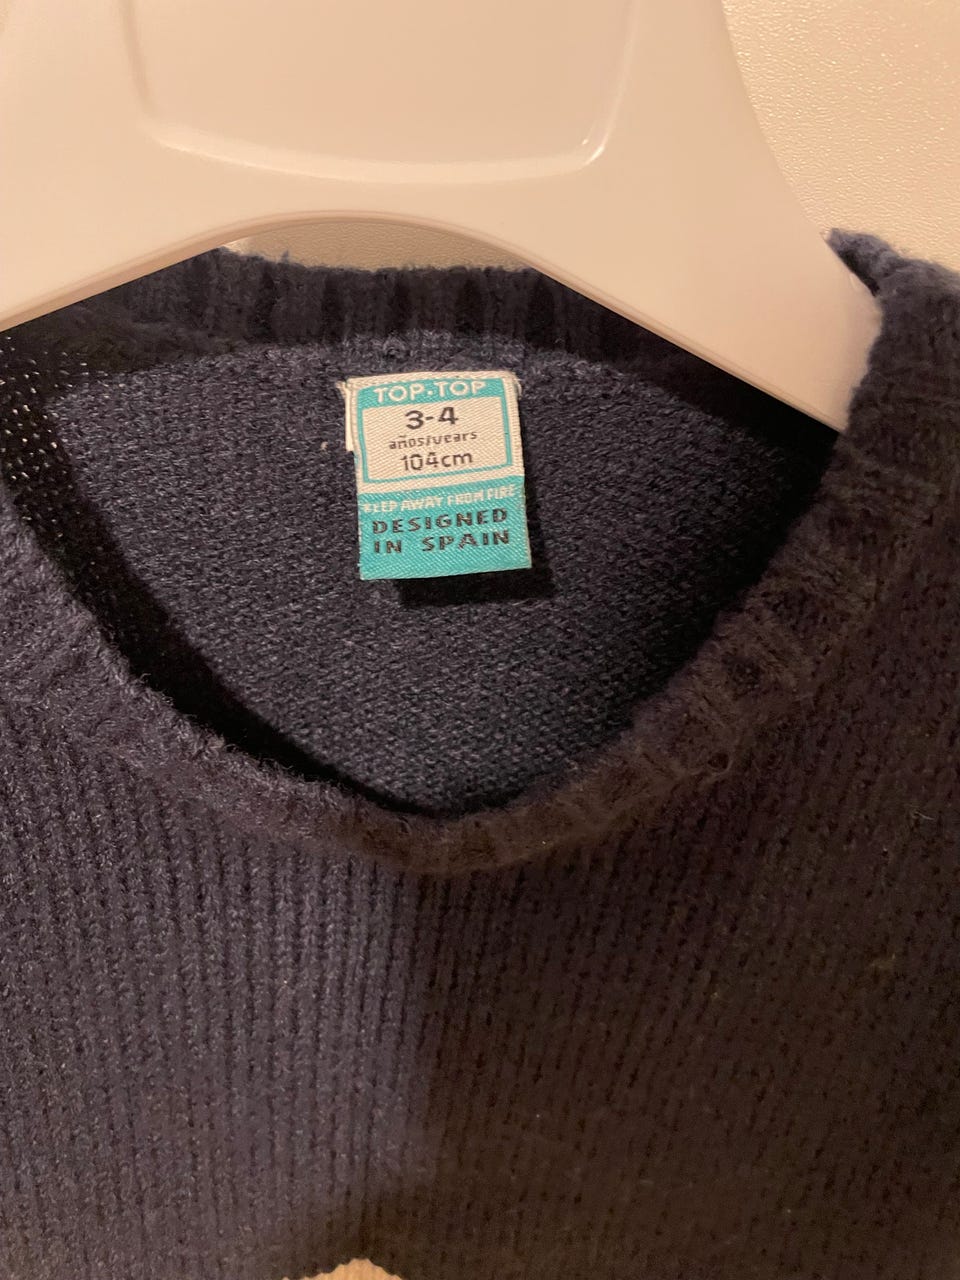 TOP•TOP
3-4
años/years
104cm
KEEP AWAY FROM FIRE
DESIGNED
IN SPAIN